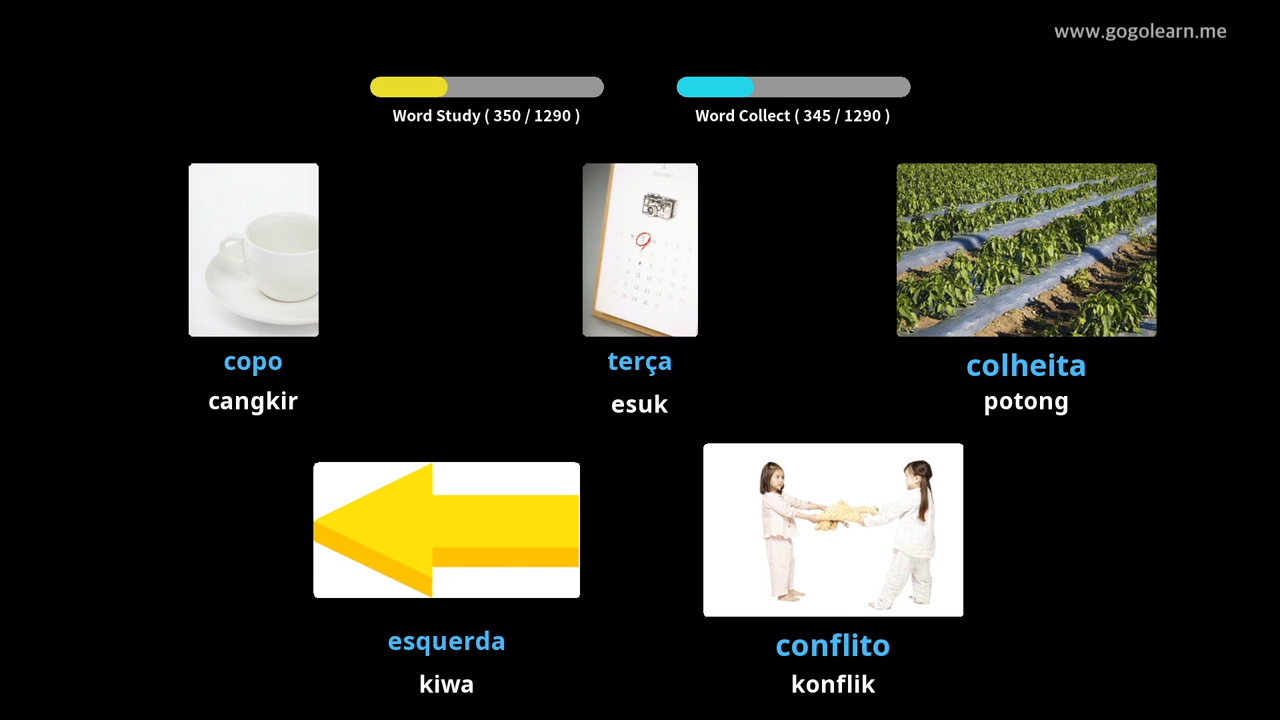 www.gogolearn.me
Word Study ( 350 / 1290 )
Word Collect ( 345 / 1290 )
copo
cangkir
terça
esuk
colheita
potong
esquerda
kiwa
conflito
konflik